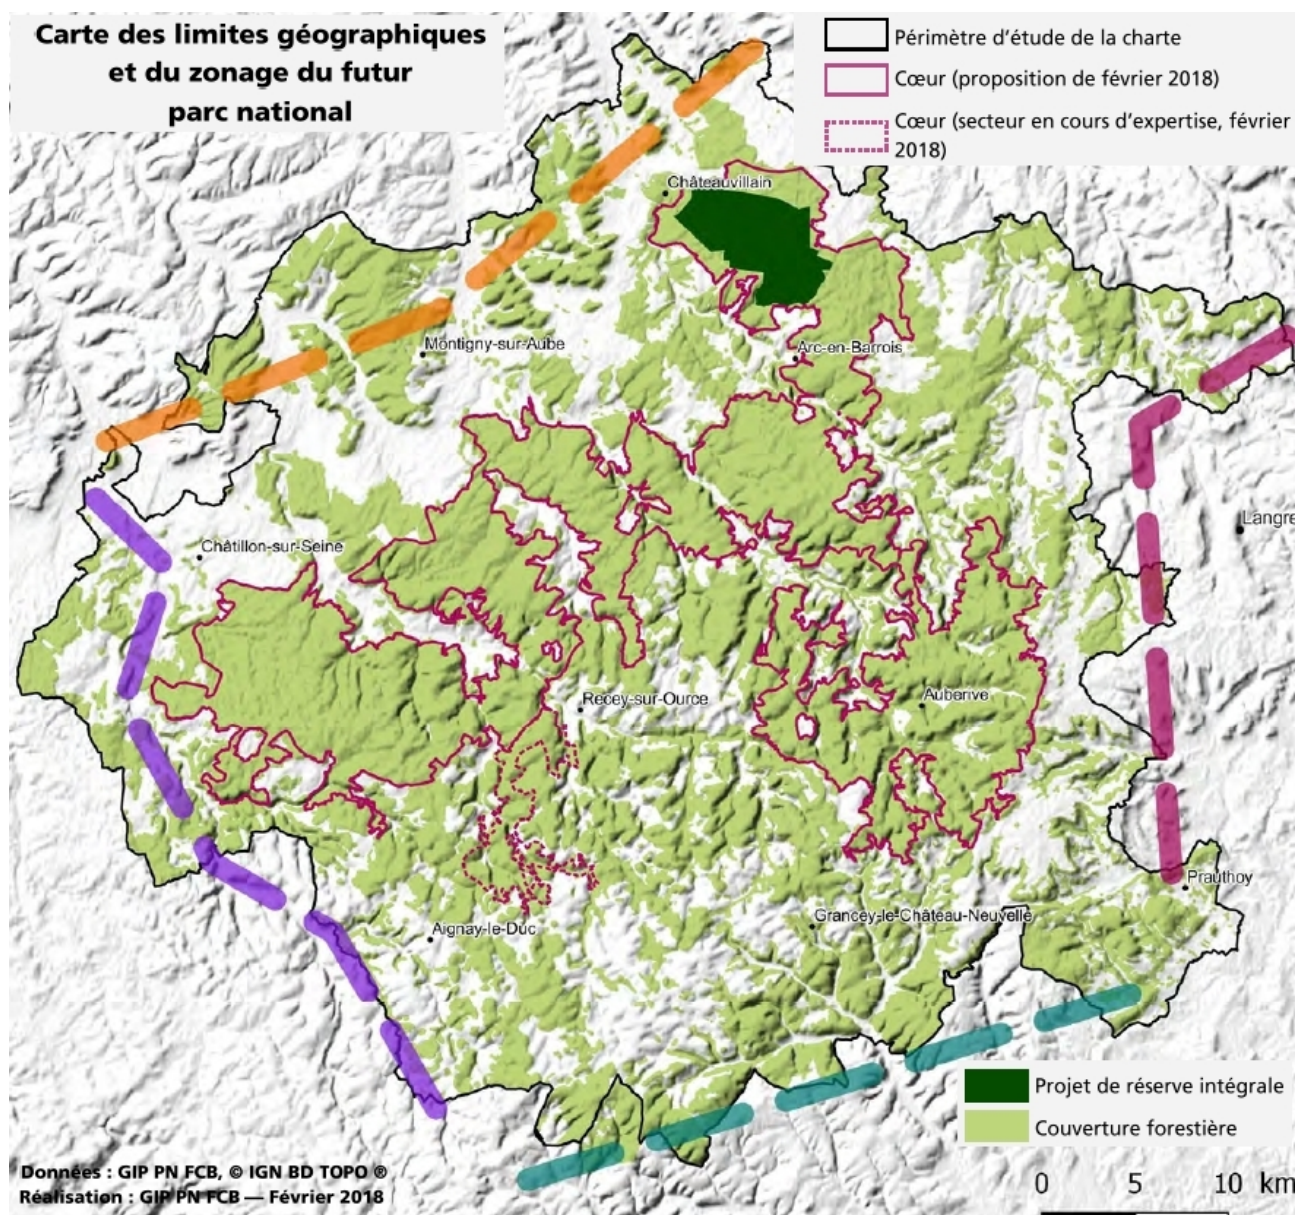 Carte des limites géographiques
et du zonage du futur
parc national
Périmètre d’étude de la charte
Cœur (proposition de février 2018)
Cœur (secteur en cours d’expertise, février
2018)
Châteauvillain
Montigny-sur-Aube
Arc-en-Barrois
Langre
Châtillon-sur-Seine
Recey-sur-Ource
Auberive
Prauthoy
Grancey-le-Château-Neuvelle
Aignay-le-Duc
Projet de réserve intégrale
Couverture forestière
Données : GIP PN FCB, © IGN BD TOPO ®
Réalisation : GIP PN FCB — Février 2018
0 5 10 km